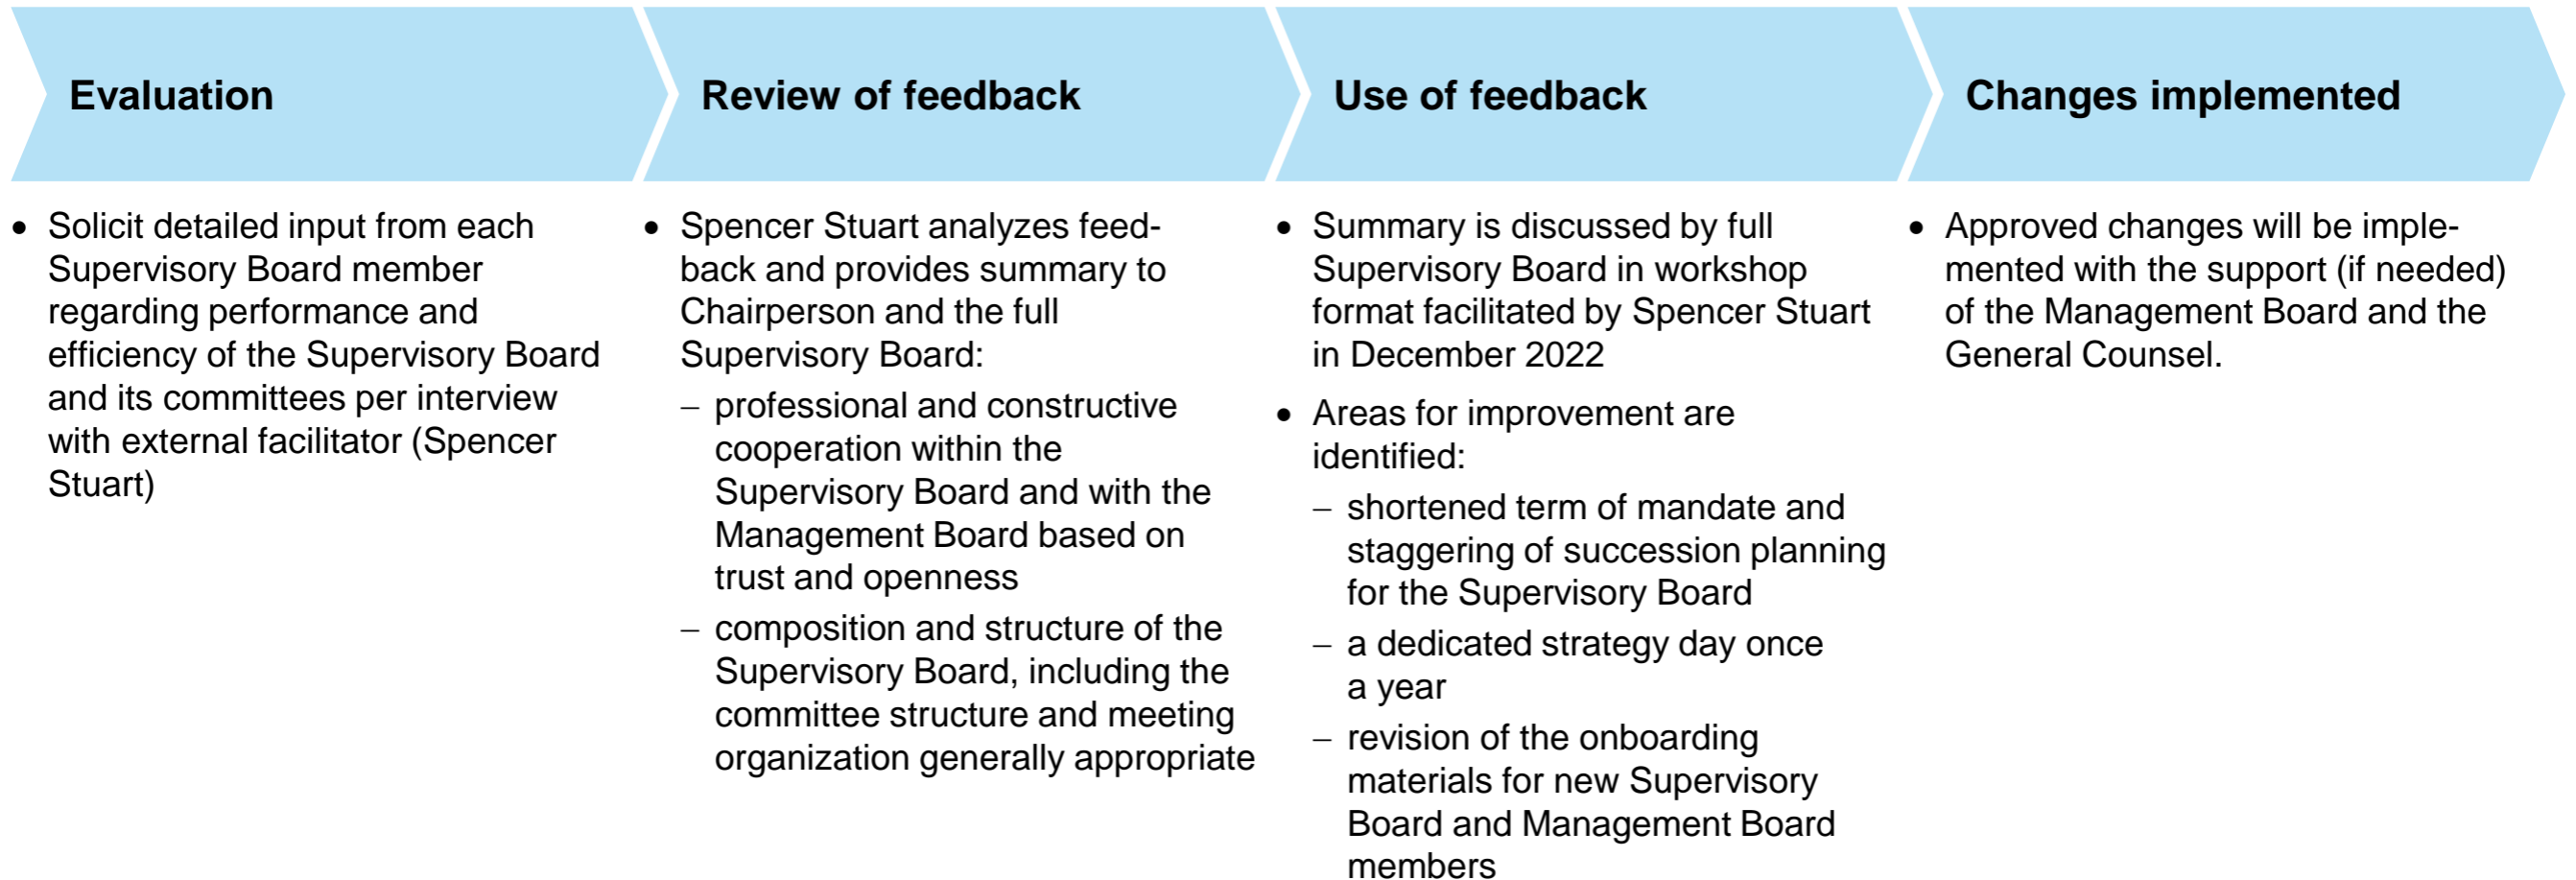 Evaluation
• Solicit detailed input from each
Supervisory Board member
regarding performance and
efficiency of the Supervisory Board
and its committees per interview
with external facilitator (Spencer
Stuart)
Review of feedback
• Spencer Stuart analyzes feed-
back and provides summary to
Chairperson and the full
Supervisory Board:
– professional and constructive
cooperation within the
Supervisory Board and with the
Management Board based on
trust and openness
– composition and structure of the
Supervisory Board, including the
committee structure and meeting
organization generally appropriate
Use of feedback
• Summary is discussed by full
Supervisory Board in workshop
format facilitated by Spencer Stuart
in December 2022
• Areas for improvement are
identified:
– shortened term of mandate and
staggering of succession planning
for the Supervisory Board
– a dedicated strategy day once
a year
– revision of the onboarding
materials for new Supervisory
Board and Management Board
members
Changes implemented
• Approved changes will be imple-
mented with the support (if needed)
of the Management Board and the
General Counsel.